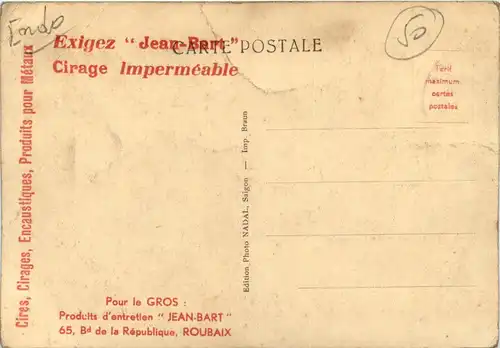 Indo
50
Exigez " Jean-Bart "
CARTE POSTALE
Cirage Imperméable
Tarif
maximum
cartes
postales
Cires, Cirages, Encaustiques, Produits pour Métaux
Edition Photo NADAL, Saïgon — Imp. Braun
Pour le GROS :
Produits d'entretien " JEAN-BART "
65, Bd de la République, ROUBAIX